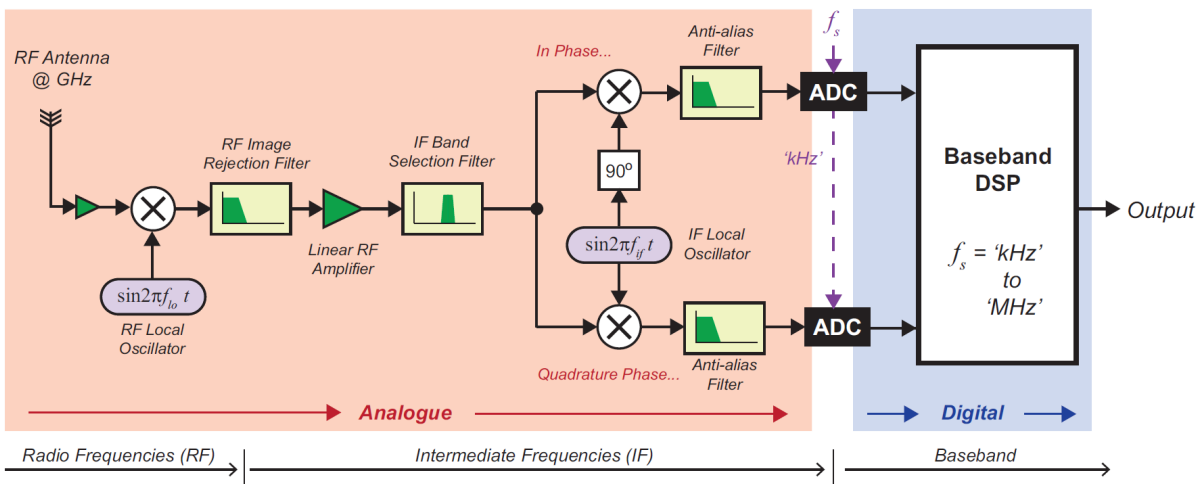 RF Antenna
@ GHz
RF Image
Rejection Filter
Linear RF
Amplifier
IF Band
Selection Filter
sin2πf_lo t
RF Local
Oscillator
In Phase...
Anti-alias
Filter
f_s
ADC
'kHz'
90º
sin2πf_if t
IF Local
Oscillator
Quadrature Phase...
Anti-alias
Filter
ADC
Baseband
DSP
f_s = 'kHz'
to
'MHz'
Output
Analogue
Digital
Radio Frequencies (RF)
Intermediate Frequencies (IF)
Baseband